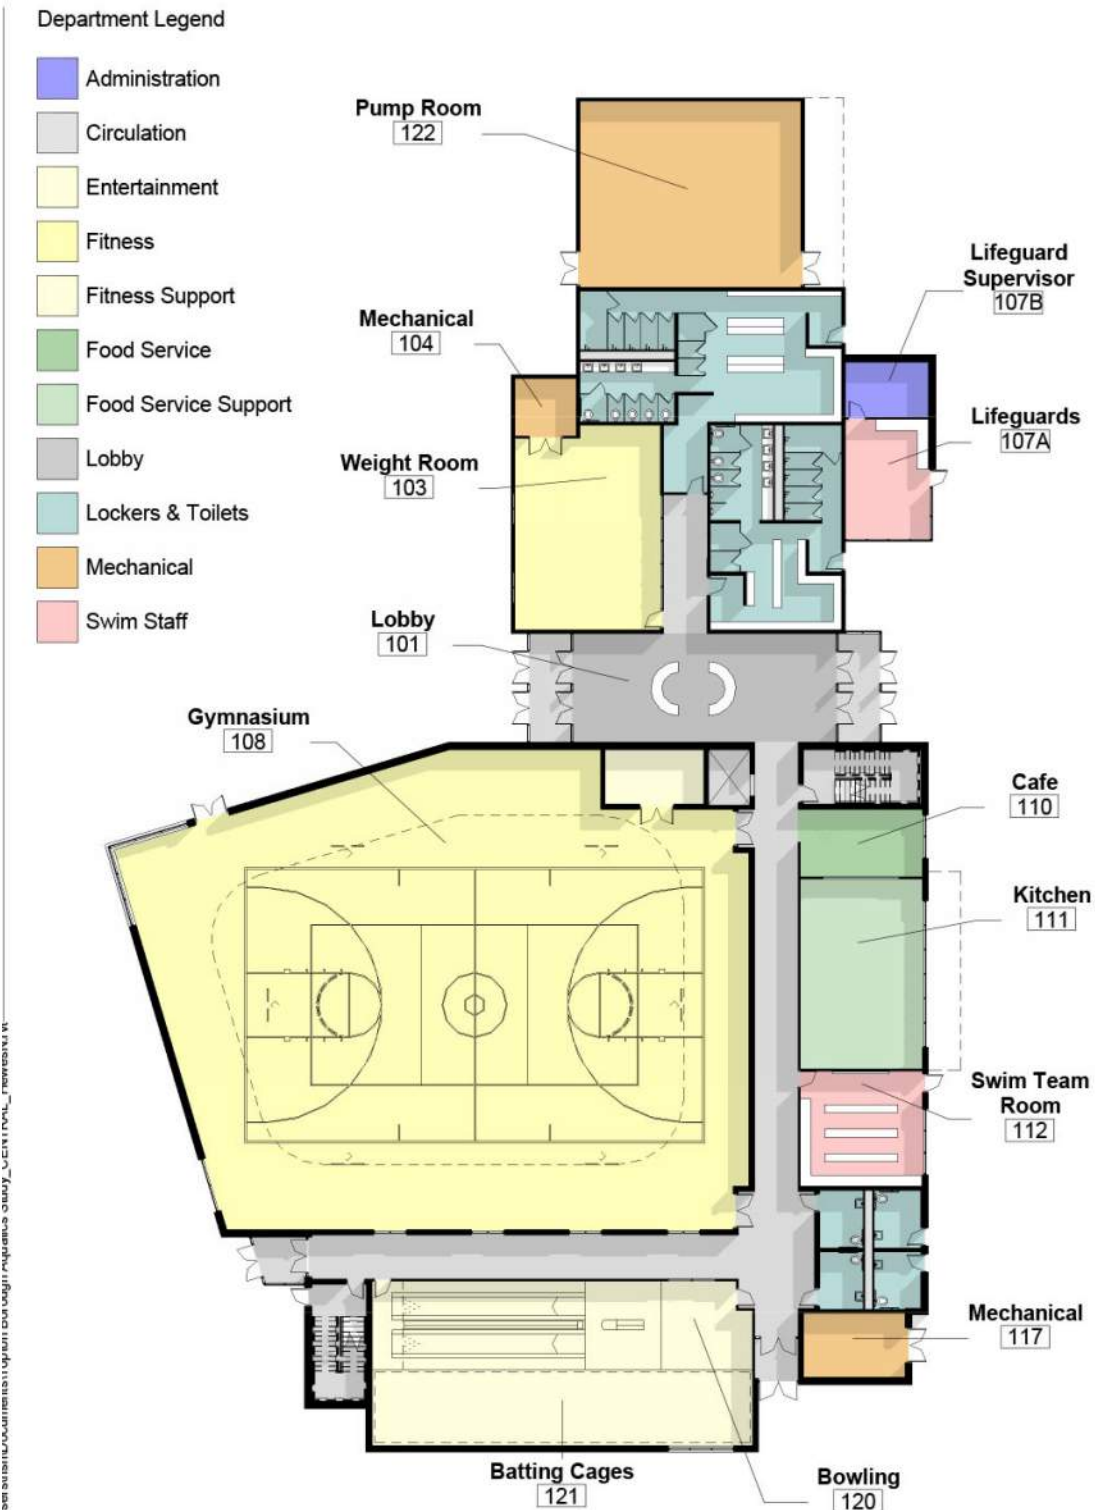 Department Legend
Administration
Circulation
Entertainment
Fitness
Fitness Support
Food Service
Food Service Support
Lobby
Lockers & Toilets
Mechanical
Swim Staff
Pump Room
122
Lifeguard
Supervisor
107B
Mechanical
104
Lifeguards
107A
Weight Room
103
Lobby
101
Gymnasium
108
Cafe
110
Kitchen
111
Swim Team
Room
112
Mechanical
117
Batting Cages
121
Bowling
120